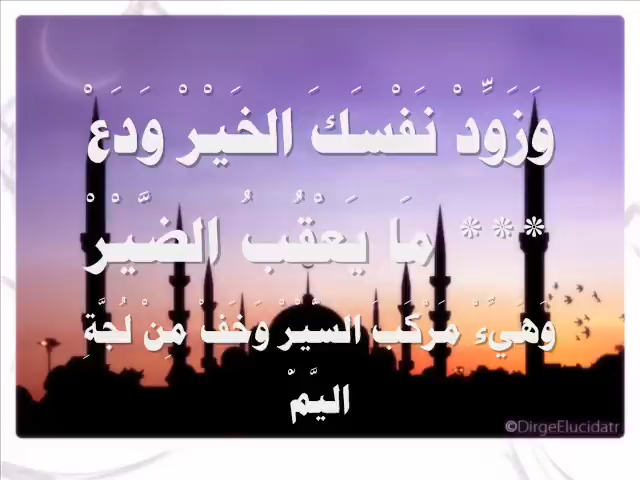 وَزَوِّدْ نَفْسَكَ الخَيْرْ وَدَعْ
*** مَا يَعْقُبُ الضَّيْرْ
وَهَيِّءْ مَرْكَبَ السَّيْرْ وَخَفْ مِنْ لُجَّةِ
اليَّمْ
©DirgeElucidatr